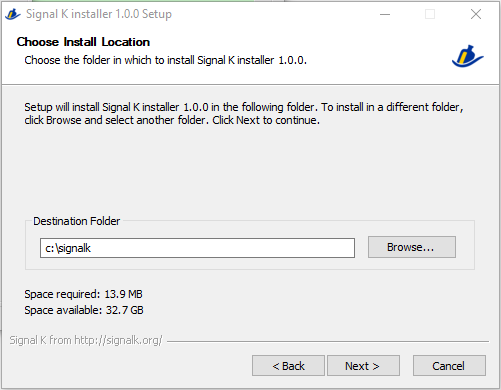 Signal K installer 1.0.0 Setup
Choose Install Location
Choose the folder in which to install Signal K installer 1.0.0.
Setup will install Signal K installer 1.0.0 in the following folder. To install in a different folder,
click Browse and select another folder. Click Next to continue.
Destination Folder
c:\signalk
Browse...
Space required: 13.9 MB
Space available: 32.7 GB
Signal K from http://signalk.org/
< Back
Next >
Cancel